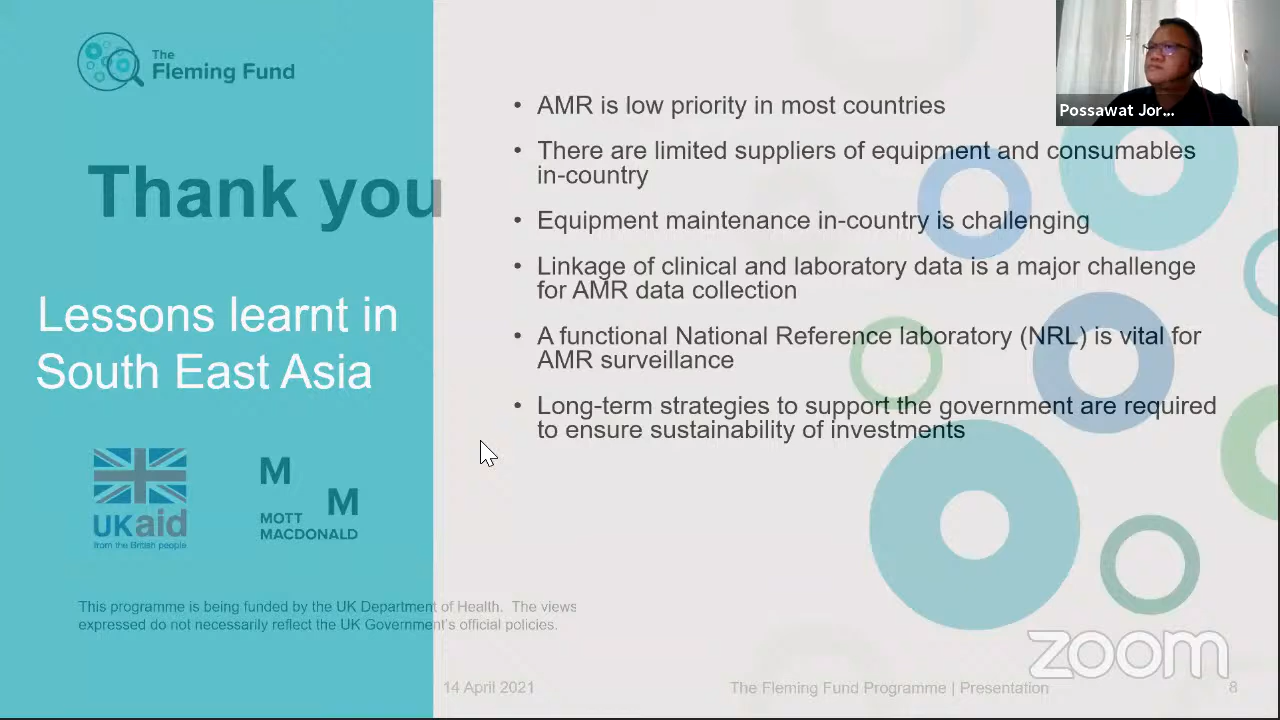 The
Fleming Fund
Thank you
Lessons learnt in
South East Asia
UKaid
from the British people
M
M
MOTT
MACDONALD
This programme is being funded by the UK Department of Health. The views
expressed do not necessarily reflect the UK Government's official policies.
• AMR is low priority in most countries
• There are limited suppliers of equipment and consumables
in-country
• Equipment maintenance in-country is challenging
• Linkage of clinical and laboratory data is a major challenge
for AMR data collection
• A functional National Reference laboratory (NRL) is vital for
AMR surveillance
• Long-term strategies to support the government are required
to ensure sustainability of investments
Possawat Jor...
zoom
14 April 2021
The Fleming Fund Programme | Presentation
8